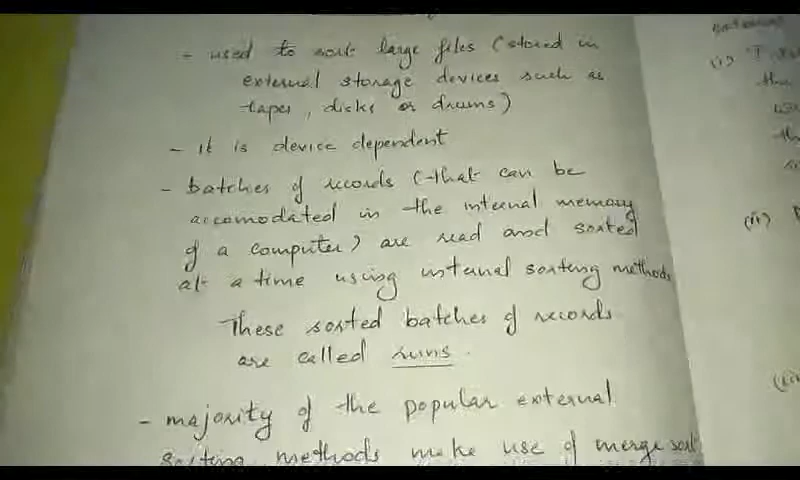 - used to sort large files (stored in
external storage devices such as
tapes, disks or drums)
- it is device dependent
- batches of records (that can be
accomodated in the internal memory
of a computer) are read and sorted
at a time using internal sorting methods
These sorted batches of records
are called runs.
- majority of the popular external
sorting methods make use of merge sort
(i)
the
(ii)